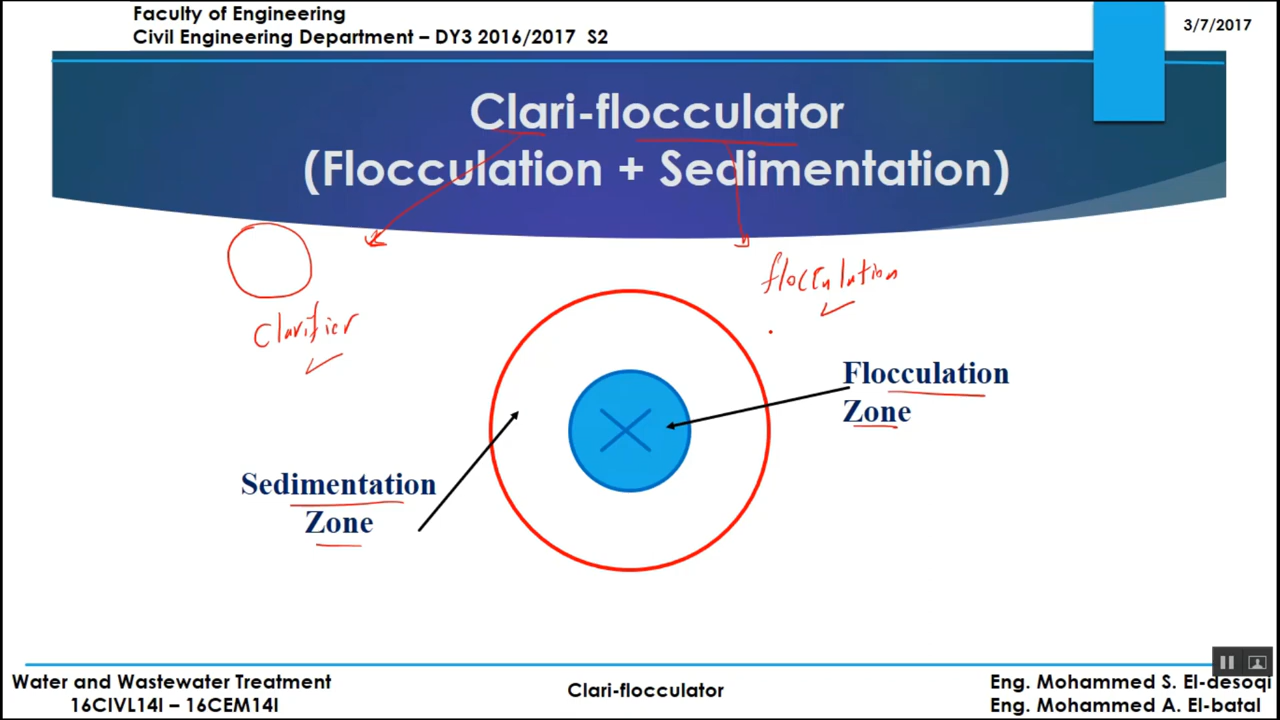 Faculty of Engineering
Civil Engineering Department – DY3 2016/2017 S2
3/7/2017
Clari-flocculator
(Flocculation + Sedimentation)
Clarifier
flocculation
Flocculation
Zone
Sedimentation
Zone
Water and Wastewater Treatment
16CIVL14I – 16CEM14I
Clari-flocculator
Eng. Mohammed S. El-desoqi
Eng. Mohammed A. El-batal